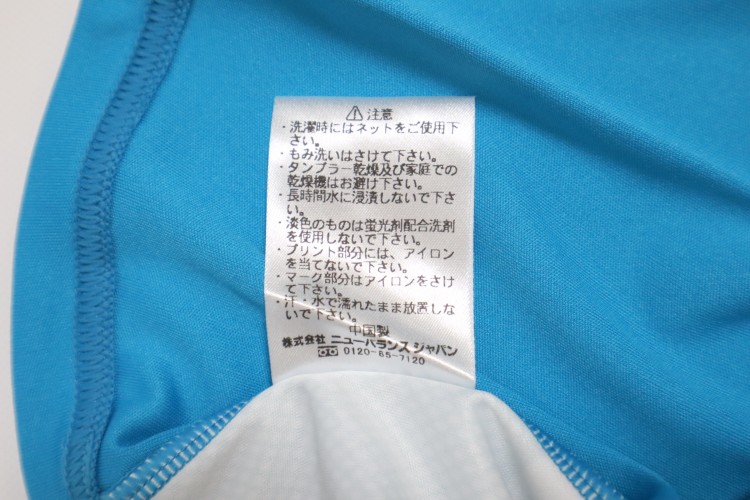 ⚠注意
・洗濯時にはネットをご使用下
さい。
・もみ洗いはさけて下さい。
・タンブラー乾燥及び家庭での
乾燥機はお避け下さい。
・長時間水に浸漬しないで下さ
い。
・淡色のものは蛍光剤配合洗剤
を使用しないで下さい。
・プリント部分には、アイロン
を当てないで下さい。
・マーク部分はアイロンをさけ
て下さい。
・汗・水で濡れたまま放置しな
いで下さい。
中国製
株式会社 ニューバランス ジャパン
0120-85-7120